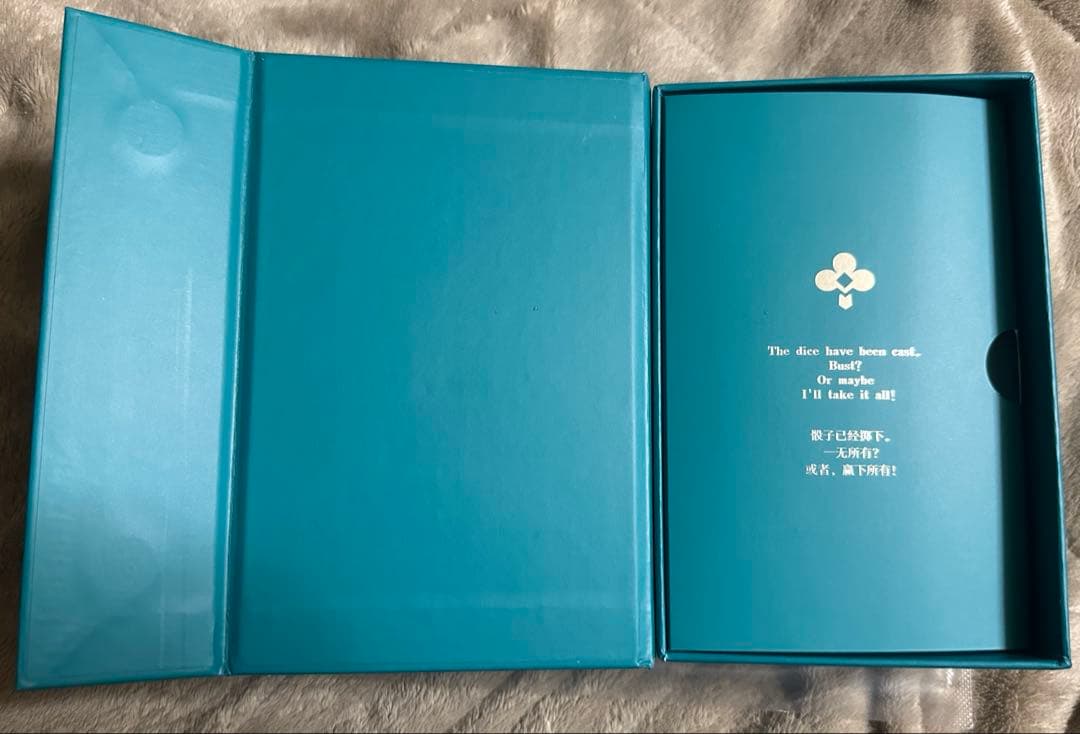 The dice have been cast.
Bust?
Or maybe
I'll take it all!
骰子已经掷下。
一无所有?
或者，赢下所有!